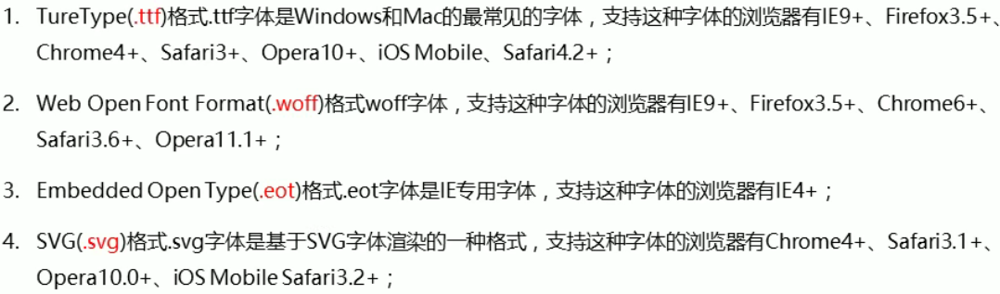 1. TureType(.ttf)格式.ttf字体是Windows和Mac的最常见的字体，支持这种字体的浏览器有IE9+、Firefox3.5+、
Chrome4+、Safari3+、Opera10+、iOS Mobile、Safari4.2+；
2. Web Open Font Format(.woff)格式woff字体，支持这种字体的浏览器有IE9+、Firefox3.5+、Chrome6+、
Safari3.6+、Opera11.1+；
3. Embedded Open Type(.eot)格式.eot字体是IE专用字体，支持这种字体的浏览器有IE4+；
4. SVG(.svg)格式.svg字体是基于SVG字体渲染的一种格式，支持这种字体的浏览器有Chrome4+、Safari3.1+、
Opera10.0+、iOS Mobile Safari3.2+；